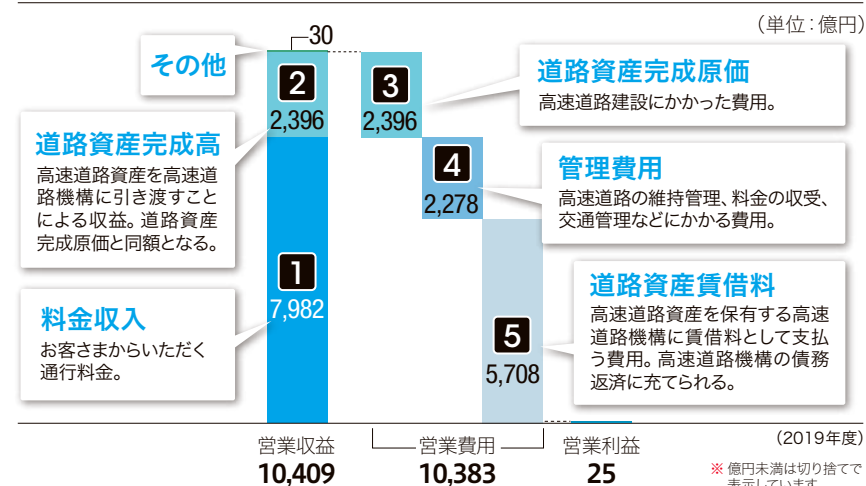 (単位：億円)
その他
30
2
2,396
3
2,396
道路資産完成原価
高速道路建設にかかった費用。
道路資産完成高
高速道路資産を高速道
路機構に引き渡すこと
による収益。道路資産
完成原価と同額となる。
4
2,278
管理費用
高速道路の維持管理、料金の収受、
交通管理などにかかる費用。
1
7,982
料金収入
お客さまからいただく
通行料金。
5
5,708
道路資産賃借料
高速道路資産を保有する高速
道路機構に賃借料として支払
う費用。高速道路機構の債務
返済に充てられる。
営業収益
10,409
営業費用
10,383
営業利益
25
(2019年度)
※ 億円未満は切り捨てで
表示しています。